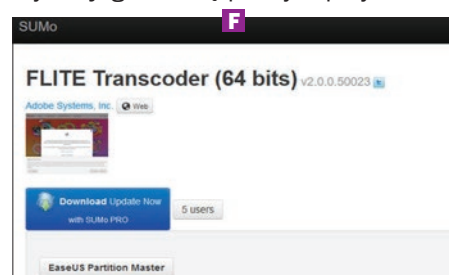 SUMo
F
FLITE Transcoder (64 bits) v2.0.0.50023
Adobe Systems, Inc. Web
Download Update Now
with SUMo PRO
5 users
EaseUS Partition Master